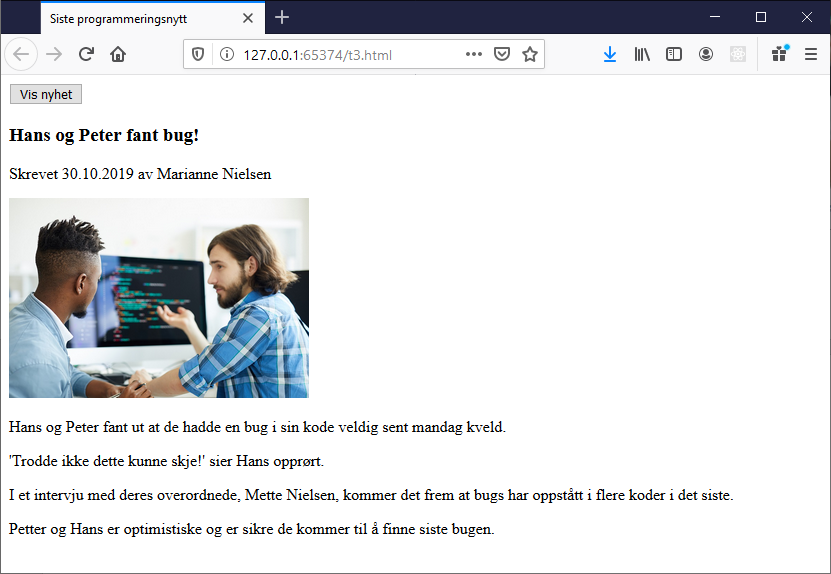 Siste programmeringsnytt
127.0.0.1:65374/t3.html
Vis nyhet
Hans og Peter fant bug!
Skrevet 30.10.2019 av Marianne Nielsen
Hans og Peter fant ut at de hadde en bug i sin kode veldig sent mandag kveld.
'Trodde ikke dette kunne skje!' sier Hans opprørt.
I et intervju med deres overordnede, Mette Nielsen, kommer det frem at bugs har oppstått i flere koder i det siste.
Petter og Hans er optimistiske og er sikre de kommer til å finne siste bugen.